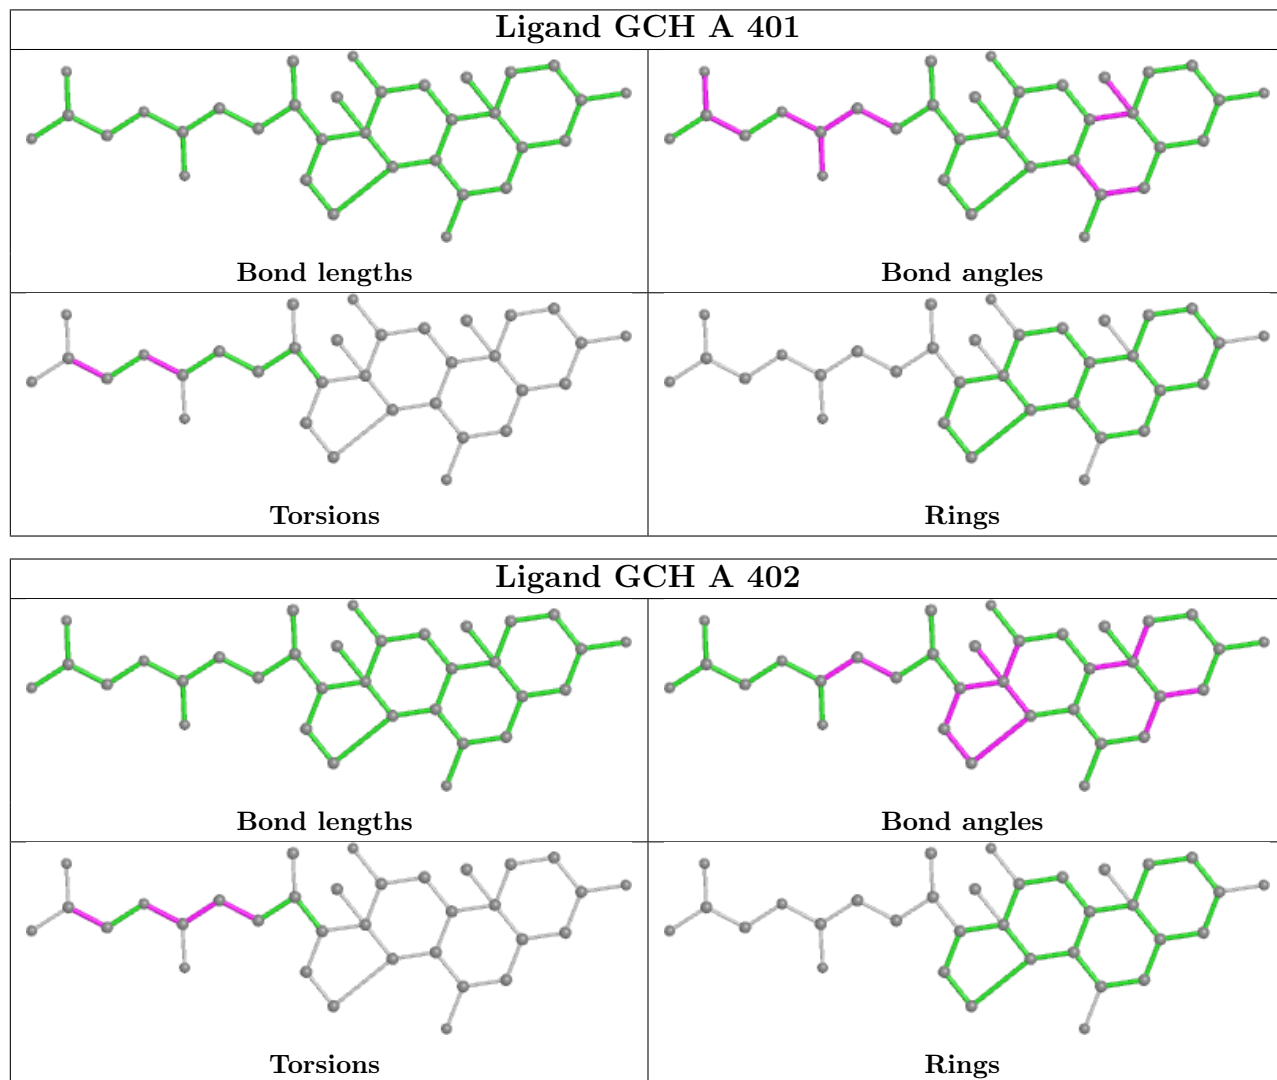 Ligand GCH A 401
Bond lengths
Bond angles
Torsions
Rings
Ligand GCH A 402
Bond lengths
Bond angles
Torsions
Rings